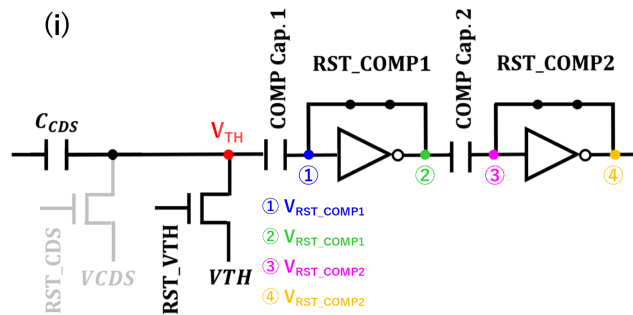 (i)
COMP Cap. 1
RST_COMP1
COMP Cap. 2
RST_COMP2
C_CDS
V_TH
①
②
③
④
RST_CDS
VCDS
RST_VTH
VTH
① V_RST_COMP1
② V_RST_COMP1
③ V_RST_COMP2
④ V_RST_COMP2